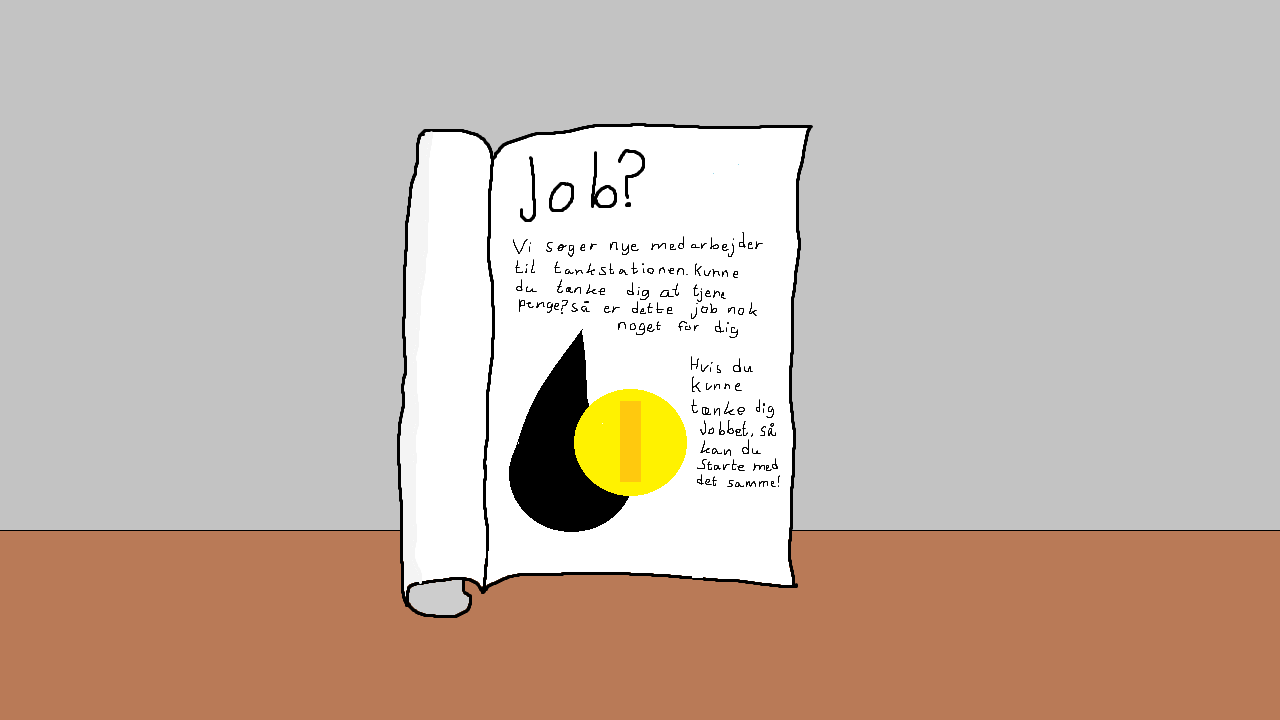 Job?
Vi søger nye medarbejder
til tankstationen. Kunne
du tænke dig at tjene
penge? så er dette job nok
noget for dig
Hvis du
kunne
tænke dig
Jobbet, så
kan du
Starte med
det samme!